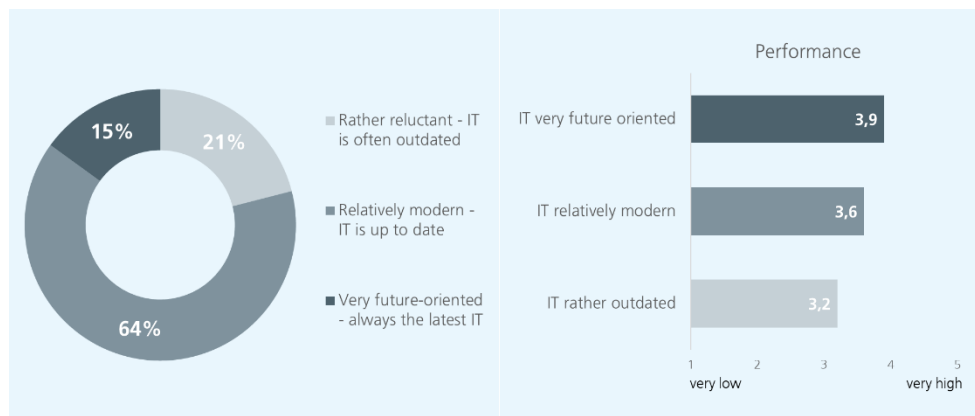 15%
21%
64%
Rather reluctant - IT
is often outdated
Relatively modern -
IT is up to date
Very future-oriented
- always the latest IT
Performance
IT very future oriented
3,9
IT relatively modern
3,6
IT rather outdated
3,2
1 2 3 4 5
very low very high